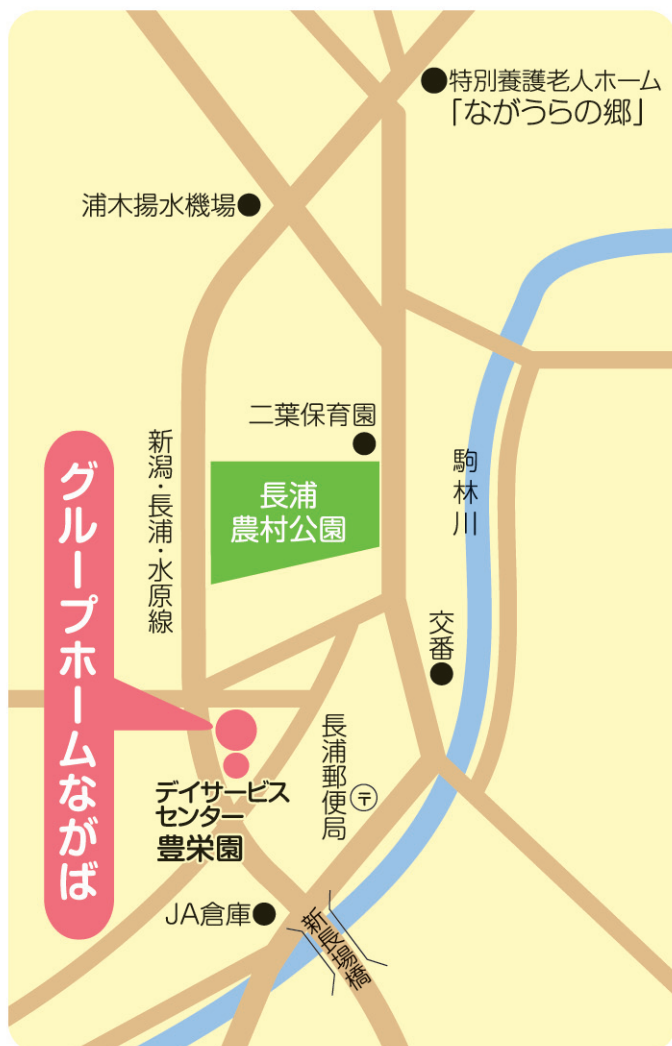 特別養護老人ホーム
「ながうらの郷」
浦木揚水機場
二葉保育園
新潟・長浦・水原線
長浦
農村公園
駒林川
グループホームながば
交番
長浦郵便局
〒
デイサービス
センター
豊栄園
JA倉庫
新長場橋